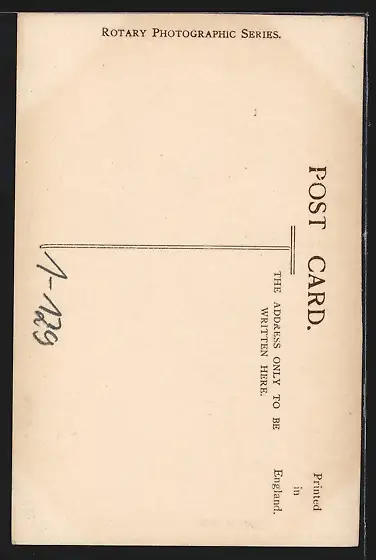 ROTARY PHOTOGRAPHIC SERIES.
POST CARD.
THE ADDRESS ONLY TO BE
WRITTEN HERE.
Printed
in
England.
1-129